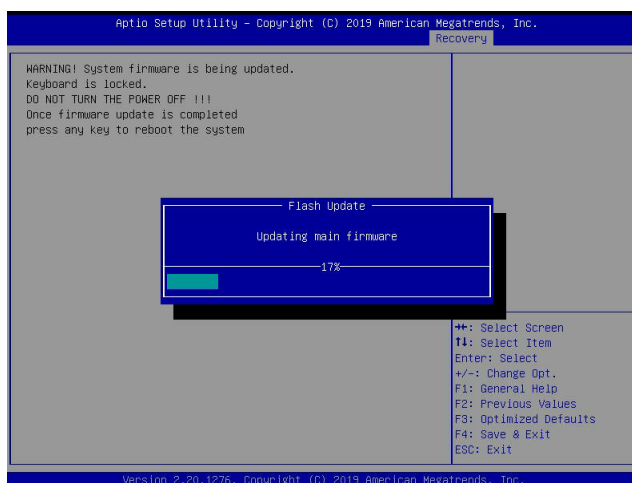 Aptio Setup Utility – Copyright (C) 2019 American Megatrends, Inc.
Recovery
WARNING! System firmware is being updated.
Keyboard is locked.
DO NOT TURN THE POWER OFF !!!
Once firmware update is completed
press any key to reboot the system
Flash Update
Updating main firmware
17%
→←: Select Screen
↑↓: Select Item
Enter: Select
+/-: Change Opt.
F1: General Help
F2: Previous Values
F3: Optimized Defaults
F4: Save & Exit
ESC: Exit
Version 2.20.1276. Copyright (C) 2019 American Megatrends, Inc.